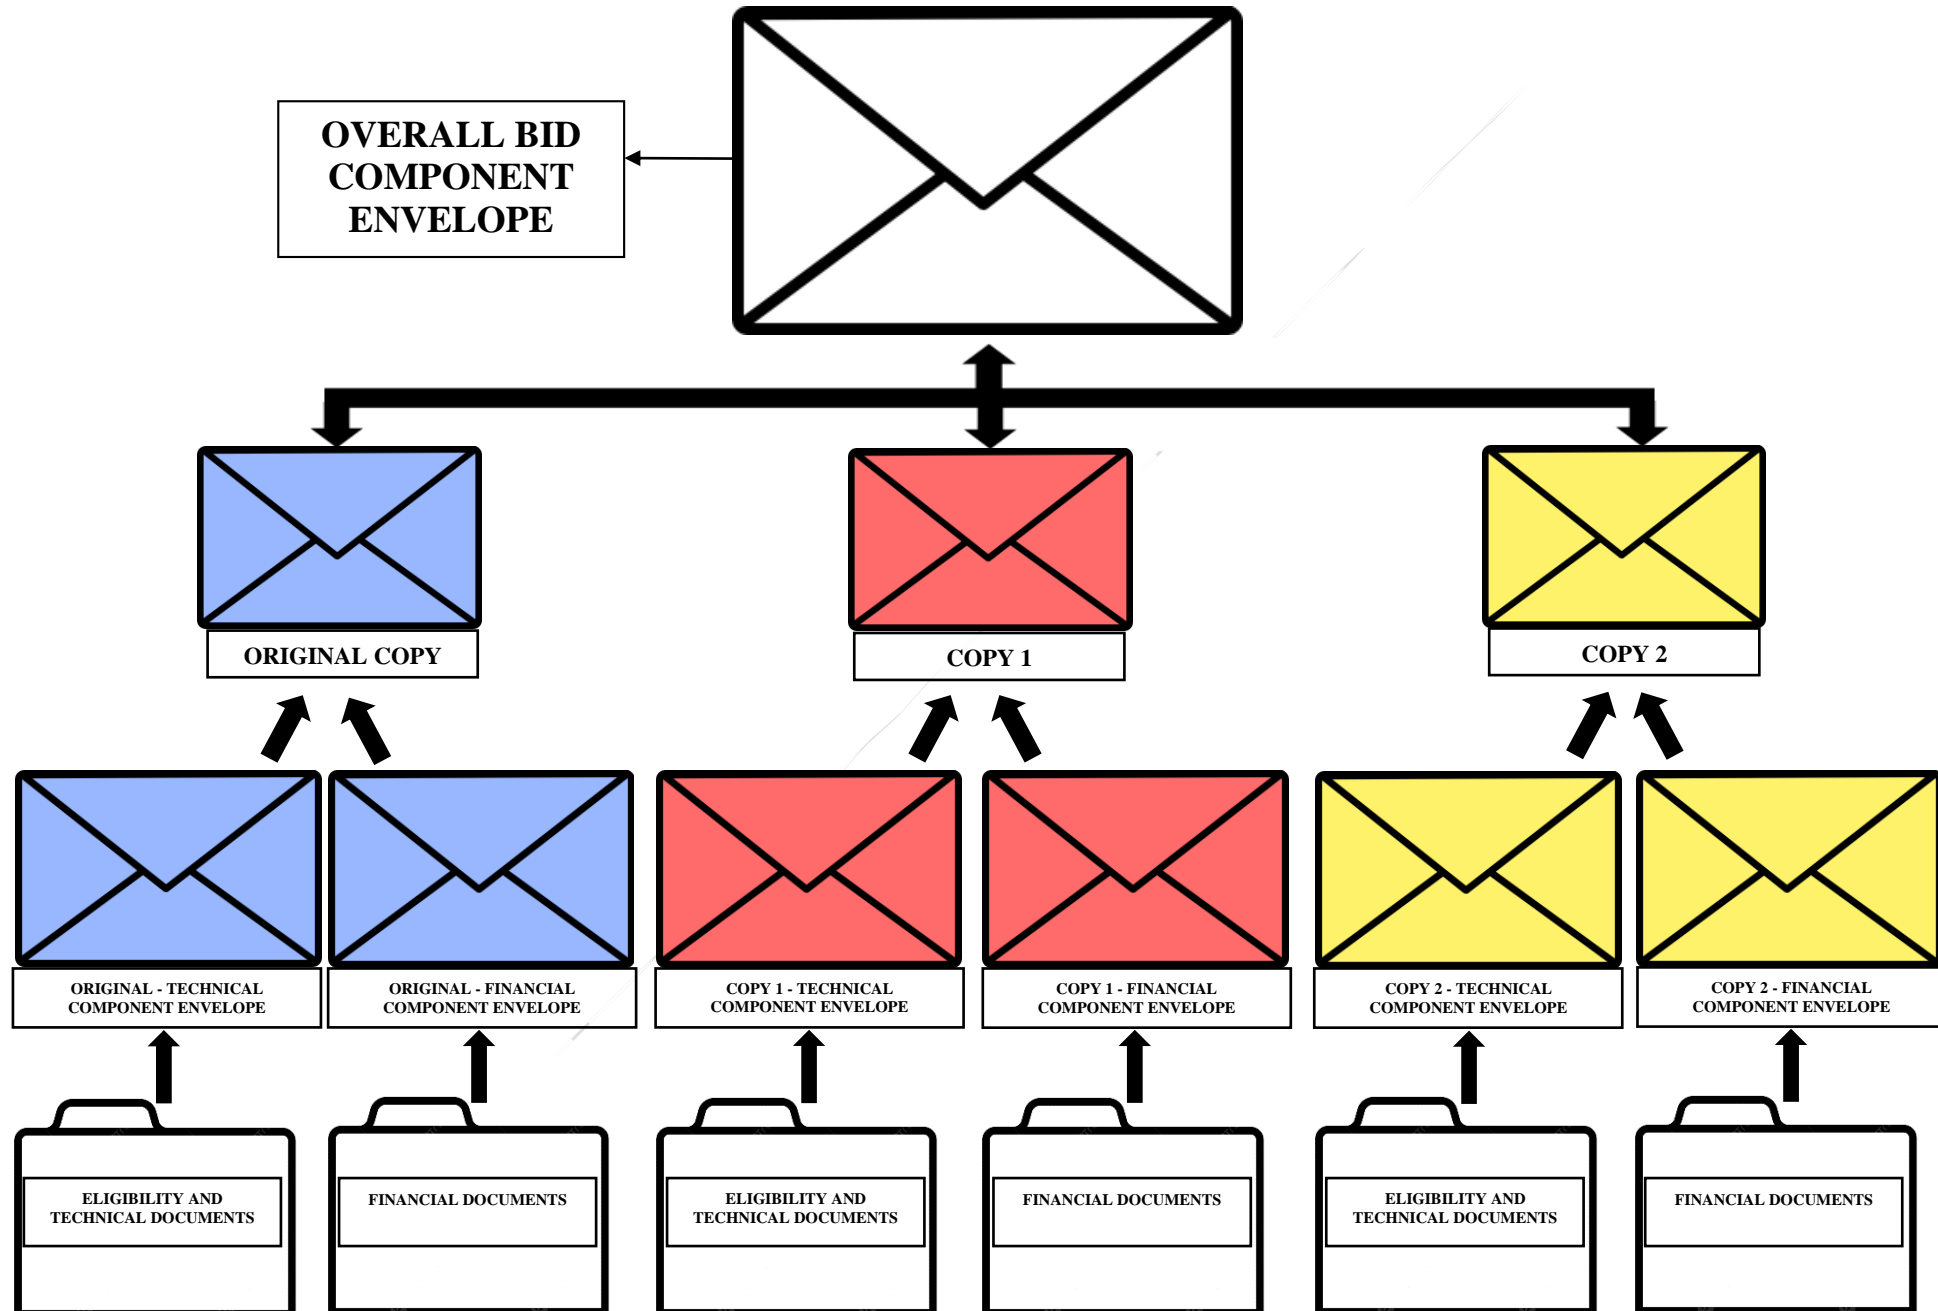 OVERALL BID
COMPONENT
ENVELOPE
ORIGINAL COPY
COPY 1
COPY 2
ORIGINAL - TECHNICAL
COMPONENT ENVELOPE
ORIGINAL - FINANCIAL
COMPONENT ENVELOPE
COPY 1 - TECHNICAL
COMPONENT ENVELOPE
COPY 1 - FINANCIAL
COMPONENT ENVELOPE
COPY 2 - TECHNICAL
COMPONENT ENVELOPE
COPY 2 - FINANCIAL
COMPONENT ENVELOPE
ELIGIBILITY AND
TECHNICAL DOCUMENTS
FINANCIAL DOCUMENTS
ELIGIBILITY AND
TECHNICAL DOCUMENTS
FINANCIAL DOCUMENTS
ELIGIBILITY AND
TECHNICAL DOCUMENTS
FINANCIAL DOCUMENTS